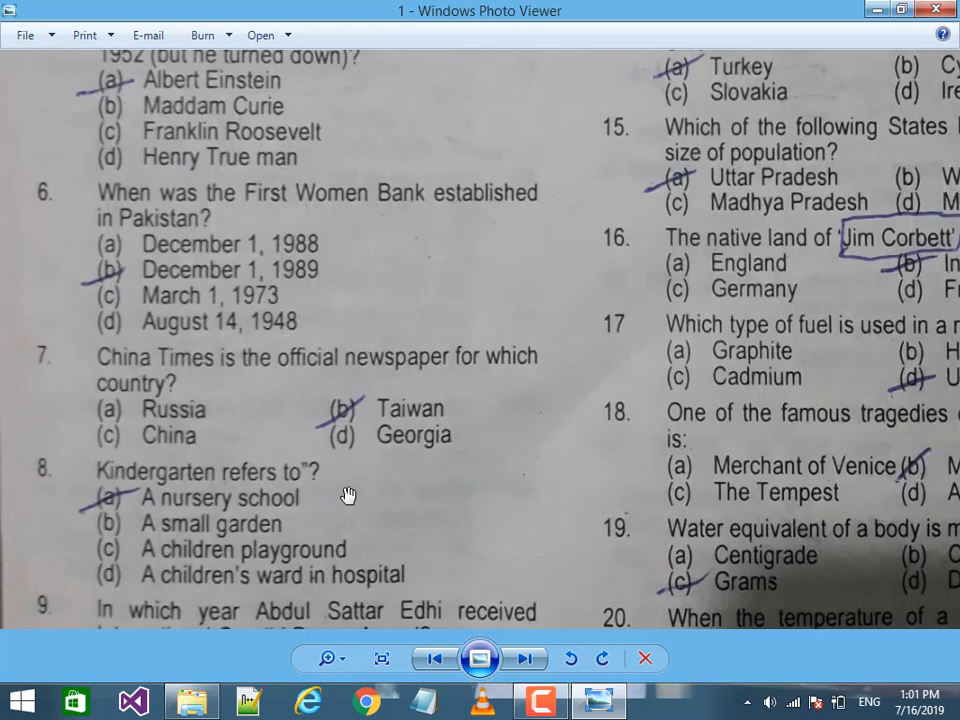 1 - Windows Photo Viewer
File Print E-mail Burn Open
1952 (but he turned down)?
(a) Albert Einstein
(b) Maddam Curie
(c) Franklin Roosevelt
(d) Henry True man
6. When was the First Women Bank established
in Pakistan?
(a) December 1, 1988
(b) December 1, 1989
(c) March 1, 1973
(d) August 14, 1948
7. China Times is the official newspaper for which
country?
(a) Russia (b) Taiwan
(c) China (d) Georgia
8. Kindergarten refers to"?
(a) A nursery school
(b) A small garden
(c) A children playground
(d) A children's ward in hospital
9. In which year Abdul Sattar Edhi received
(a) Turkey (b)
(c) Slovakia (d)
15. Which of the following States
size of population?
(a) Uttar Pradesh (b)
(c) Madhya Pradesh (d)
16. The native land of 'Jim Corbett'
(a) England (b)
(c) Germany (d)
17 Which type of fuel is used in a
(a) Graphite (b)
(c) Cadmium (d)
18. One of the famous tragedies
is:
(a) Merchant of Venice (b)
(c) The Tempest (d)
19. Water equivalent of a body is
(a) Centigrade (b)
(c) Grams (d)
20. When the temperature of a
ENG
1:01 PM
7/16/2019